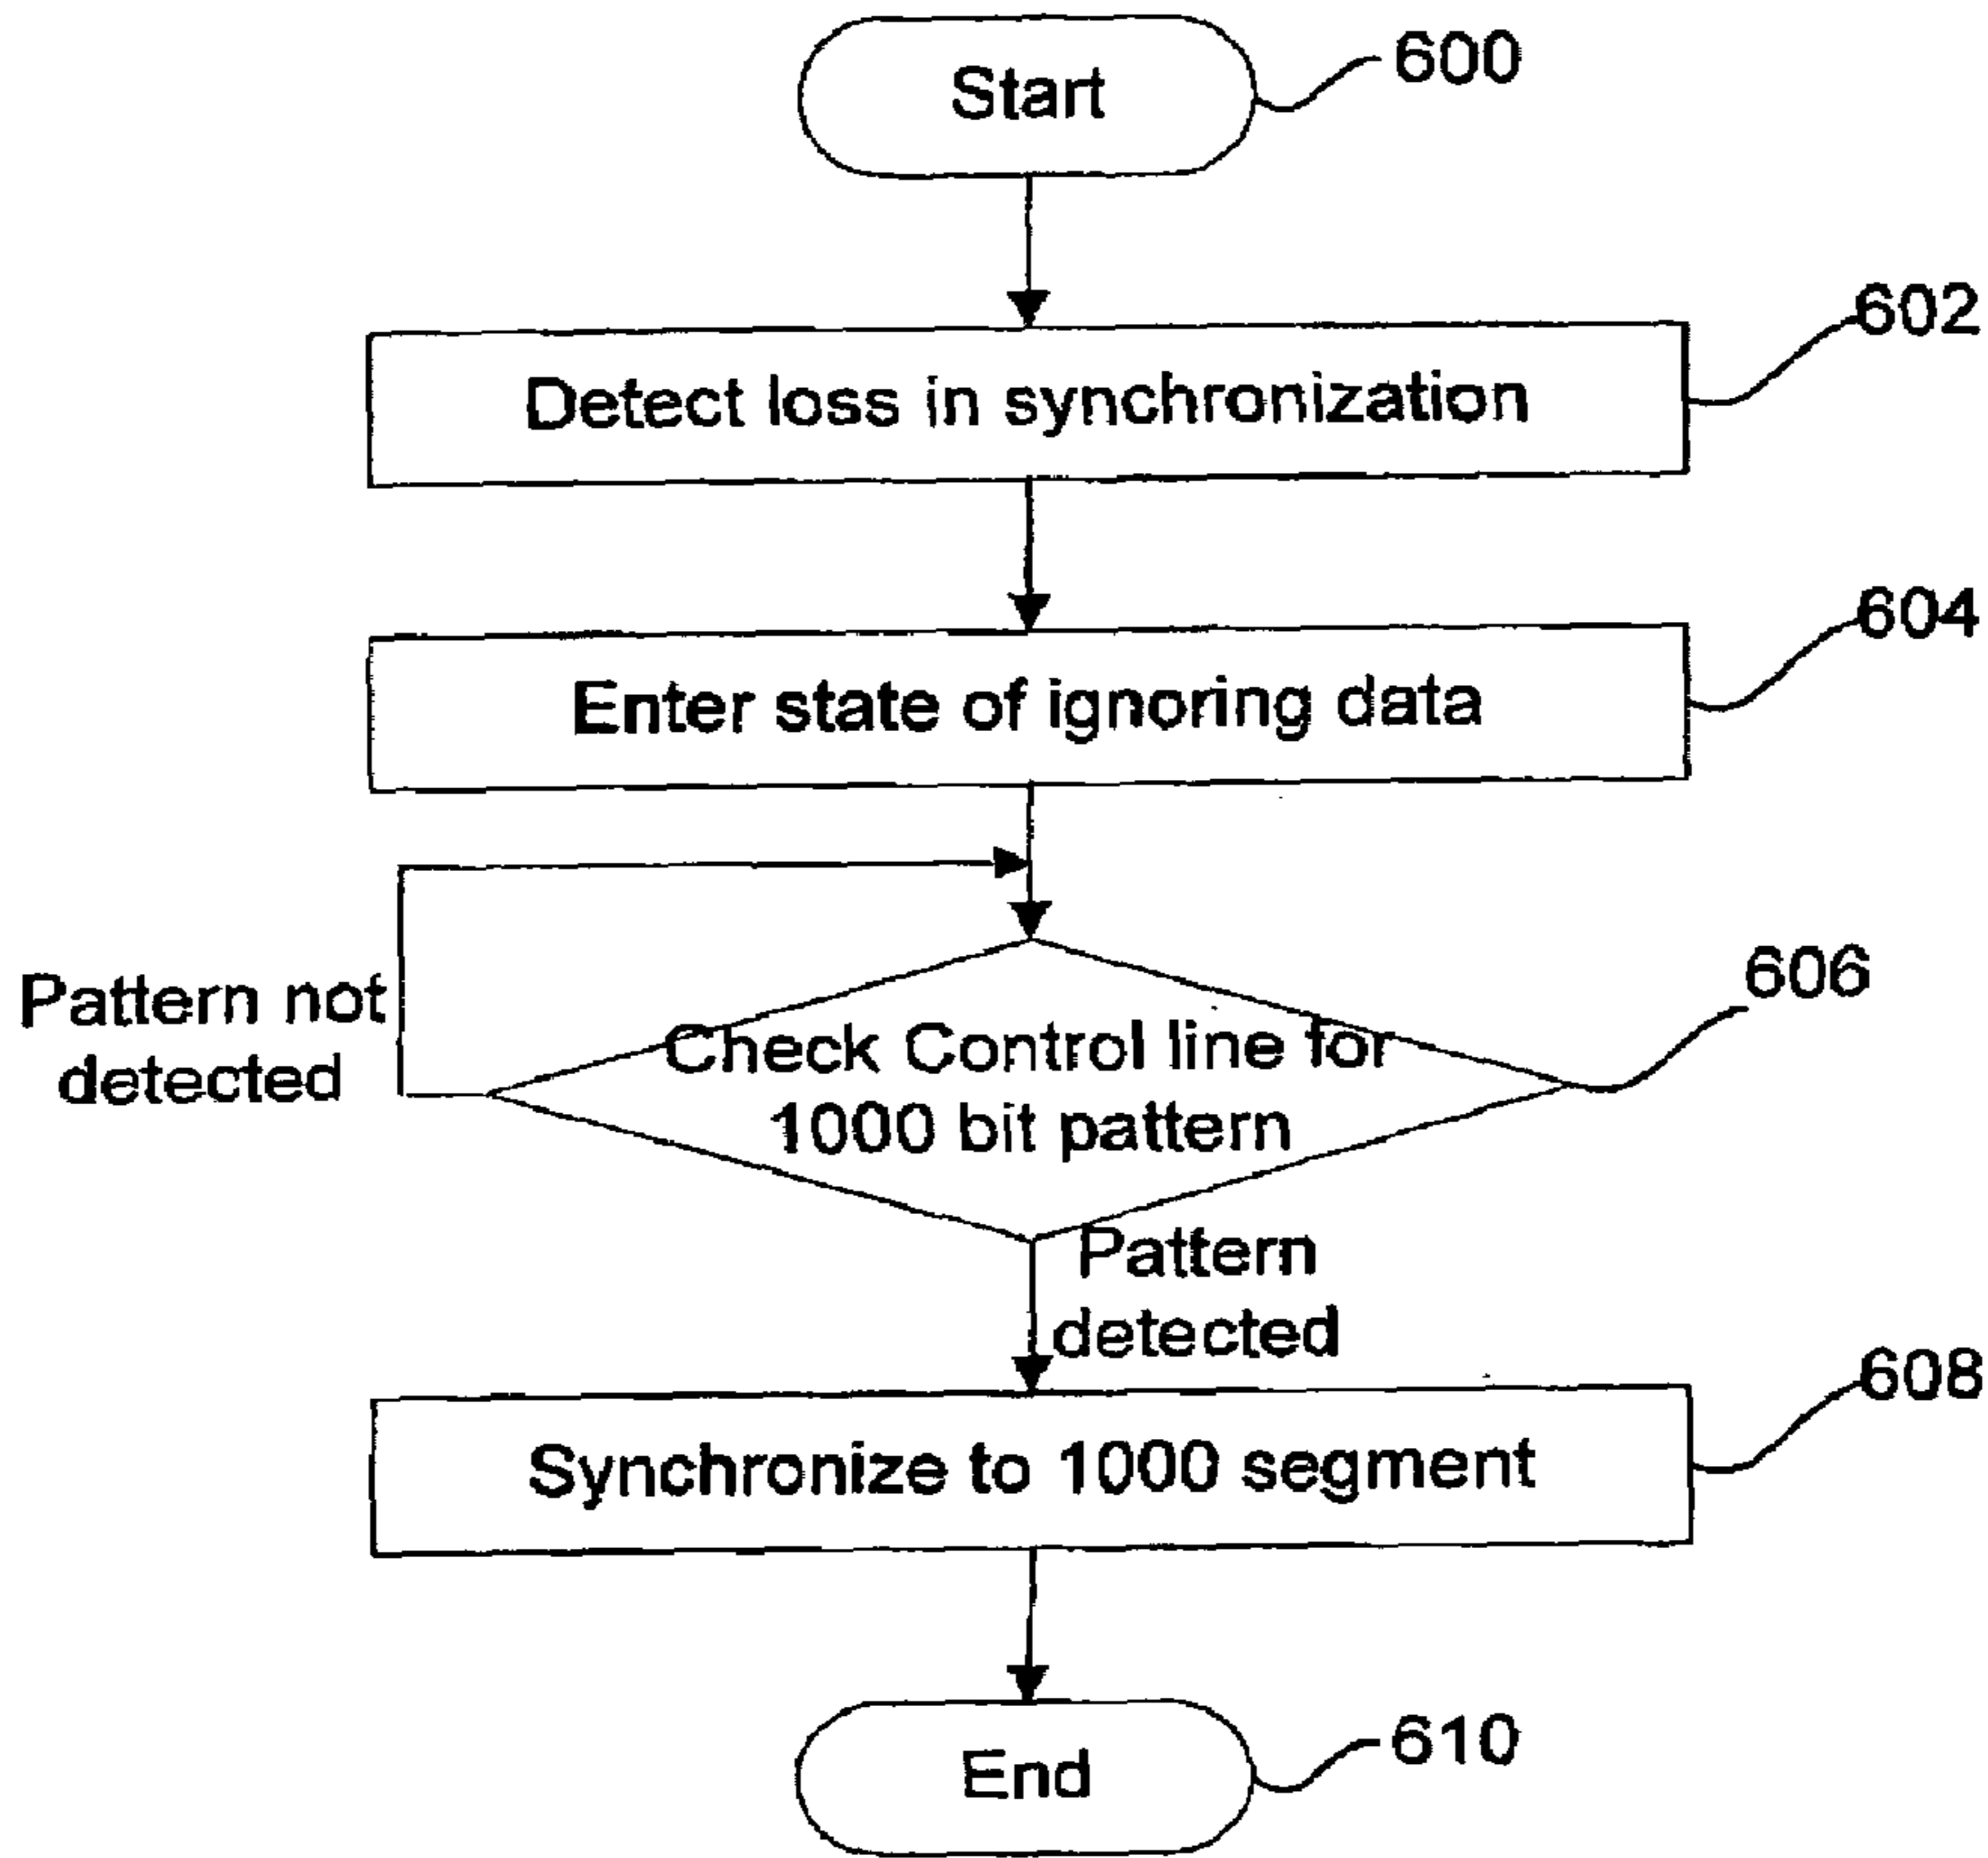 Start
600
602
Detect loss in synchronization
604
Enter state of ignoring data
606
Pattern not
detected
Check Control line for
1000 bit pattern
Pattern
detected
608
Synchronize to 1000 segment
End
610